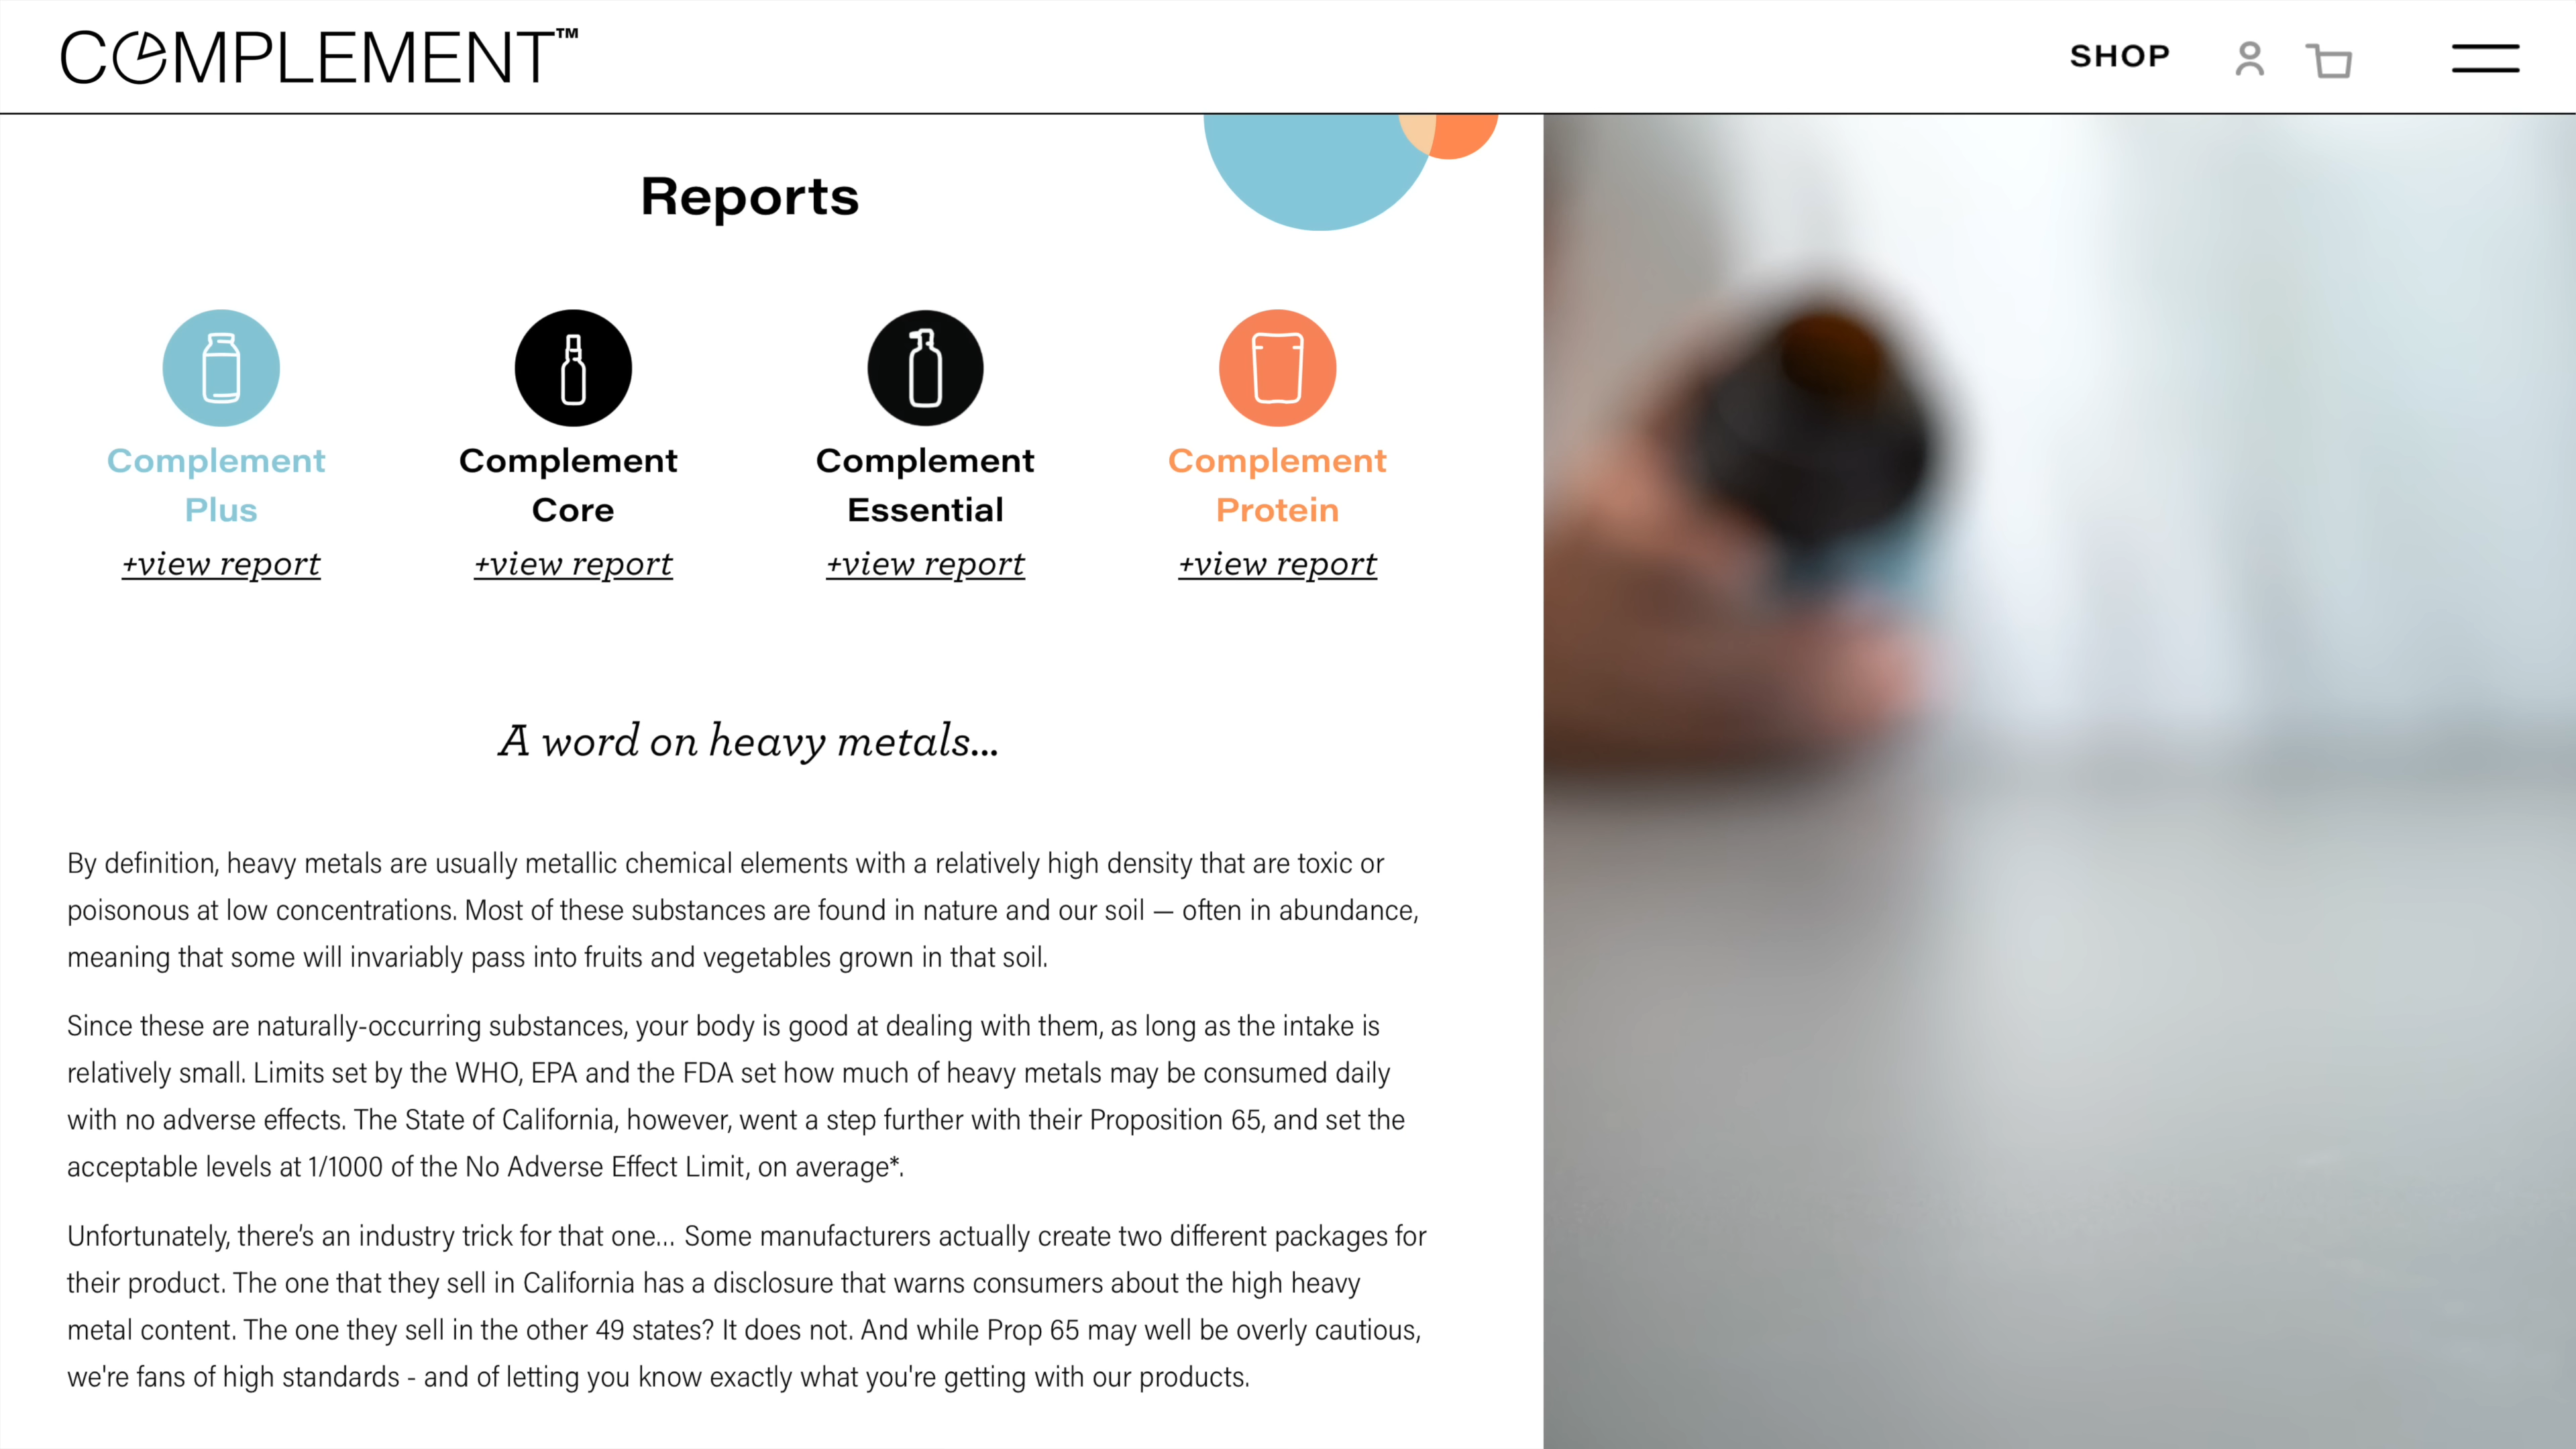 COMPLEMENT™
SHOP
Reports
Complement
Plus
+view report
Complement
Core
+view report
Complement
Essential
+view report
Complement
Protein
+view report
A word on heavy metals...
By definition, heavy metals are usually metallic chemical elements with a relatively high density that are toxic or
poisonous at low concentrations. Most of these substances are found in nature and our soil — often in abundance,
meaning that some will invariably pass into fruits and vegetables grown in that soil.
Since these are naturally-occurring substances, your body is good at dealing with them, as long as the intake is
relatively small. Limits set by the WHO, EPA and the FDA set how much of heavy metals may be consumed daily
with no adverse effects. The State of California, however, went a step further with their Proposition 65, and set the
acceptable levels at 1/1000 of the No Adverse Effect Limit, on average*.
Unfortunately, there’s an industry trick for that one... Some manufacturers actually create two different packages for
their product. The one that they sell in California has a disclosure that warns consumers about the high heavy
metal content. The one they sell in the other 49 states? It does not. And while Prop 65 may well be overly cautious,
we're fans of high standards - and of letting you know exactly what you're getting with our products.